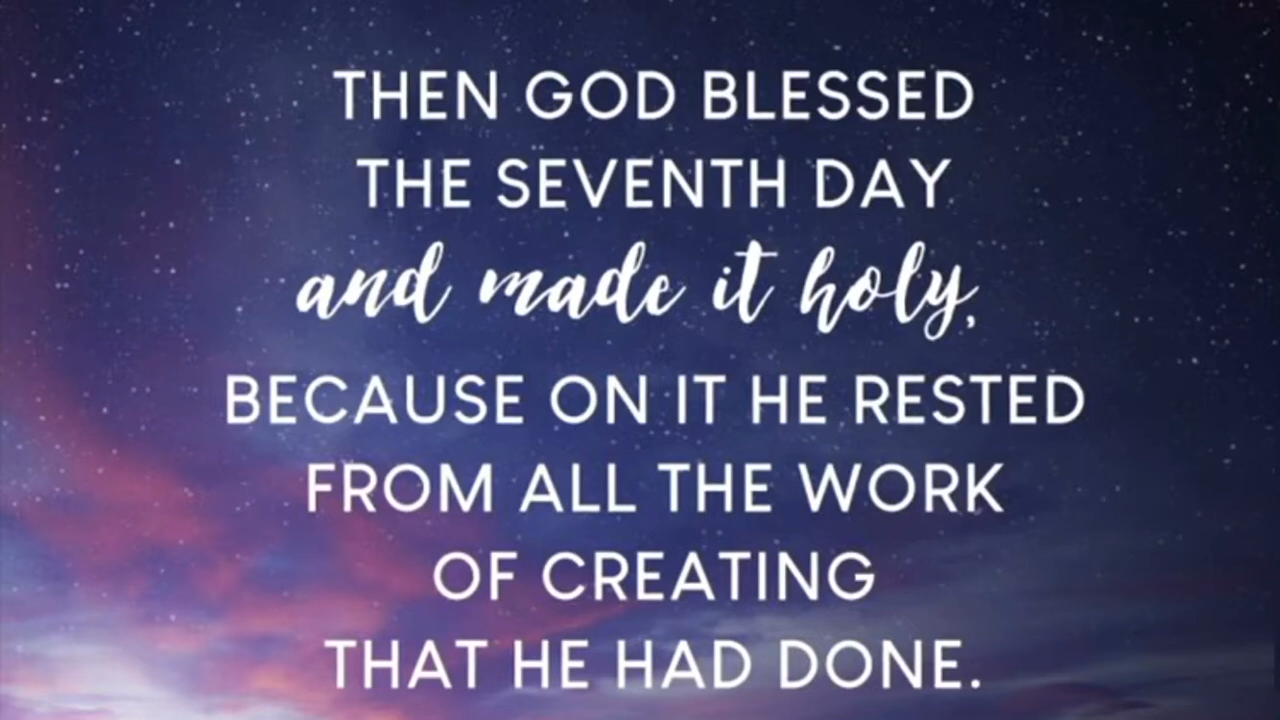 THEN GOD BLESSED
THE SEVENTH DAY
and made it holy,
BECAUSE ON IT HE RESTED
FROM ALL THE WORK
OF CREATING
THAT HE HAD DONE.